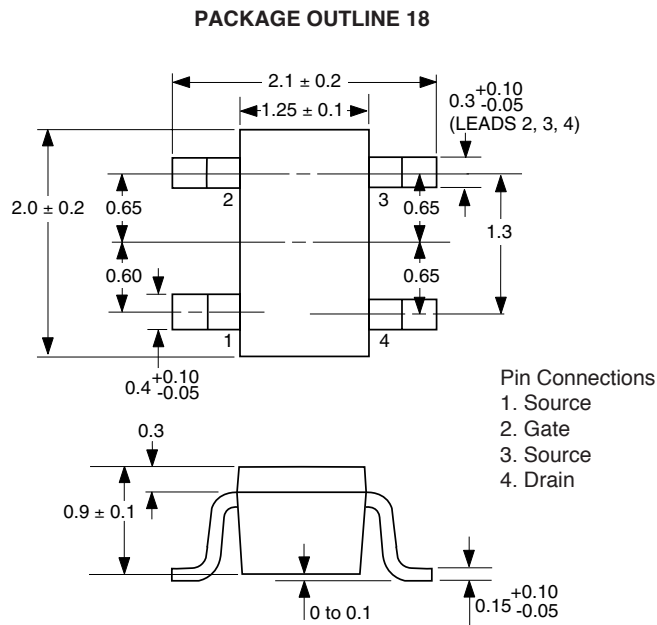 PACKAGE OUTLINE 18
2.1 ± 0.2
1.25 ± 0.1
0.3 +0.10 -0.05
(LEADS 2, 3, 4)
2
3
2.0 ± 0.2
0.65
0.65
1.3
0.60
0.65
1
4
0.4 +0.10 -0.05
Pin Connections
1. Source
2. Gate
3. Source
4. Drain
0.3
0.9 ± 0.1
0 to 0.1
0.15 +0.10 -0.05